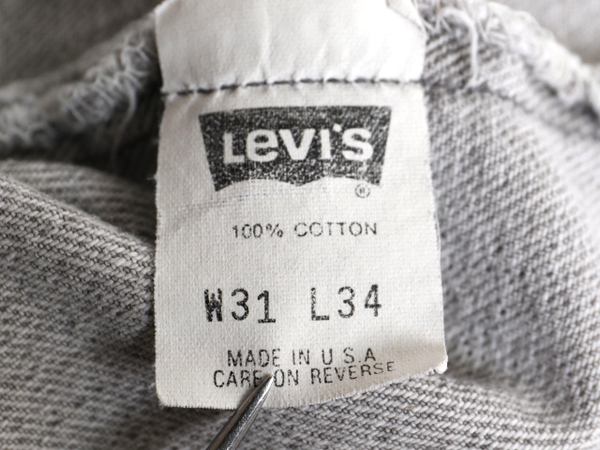 Levi's
®
100% COTTON
W31 L34
MADE IN U.S.A
CARE ON REVERSE